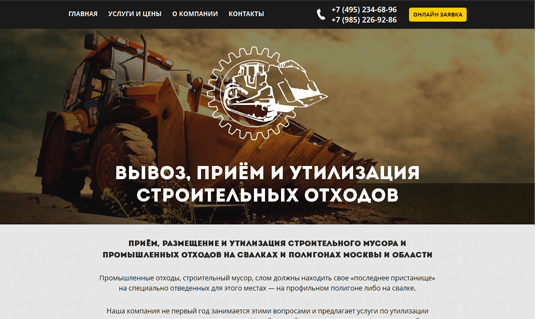 ГЛАВНАЯ УСЛУГИ И ЦЕНЫ О КОМПАНИИ КОНТАКТЫ
+7 (495) 234-68-96
+7 (985) 226-92-86
ОНЛАЙН ЗАЯВКА
ВЫВОЗ, ПРИЁМ И УТИЛИЗАЦИЯ
СТРОИТЕЛЬНЫХ ОТХОДОВ
ПРИЁМ, РАЗМЕЩЕНИЕ И УТИЛИЗАЦИЯ СТРОИТЕЛЬНОГО МУСОРА И
ПРОМЫШЛЕННЫХ ОТХОДОВ НА СВАЛКАХ И ПОЛИГОНАХ МОСКВЫ И ОБЛАСТИ
Промышленные отходы, строительный мусор, слом должны находить свое «последнее пристанище»
на специально отведенных для этого местах — на профильном полигоне либо на свалке.
Наша компания не первый год занимается этими вопросами и предлагает услуги по утилизации